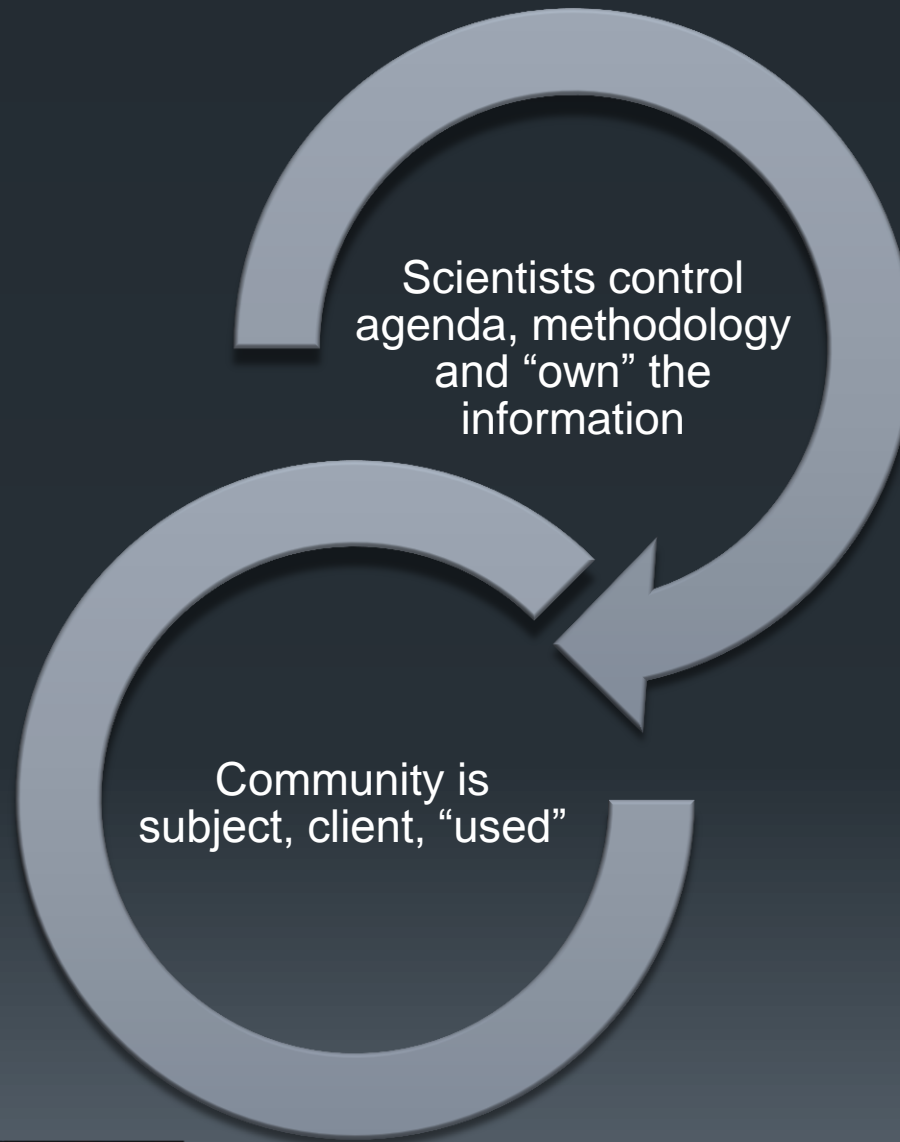 Scientists control
agenda, methodology
and “own” the
information
Community is
subject, client, “used”